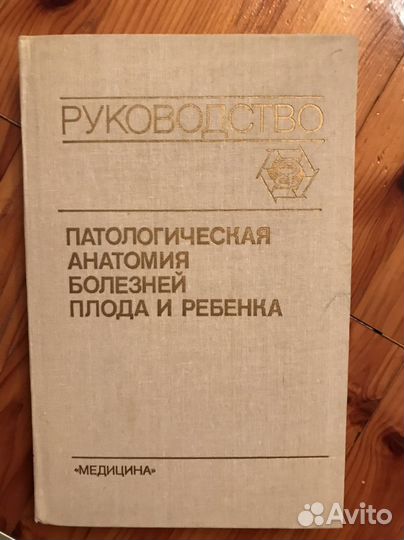 РУКОВОДСТВО
ПАТОЛОГИЧЕСКАЯ
АНАТОМИЯ
БОЛЕЗНЕЙ
ПЛОДА И РЕБЕНКА
«МЕДИЦИНА»
Avito